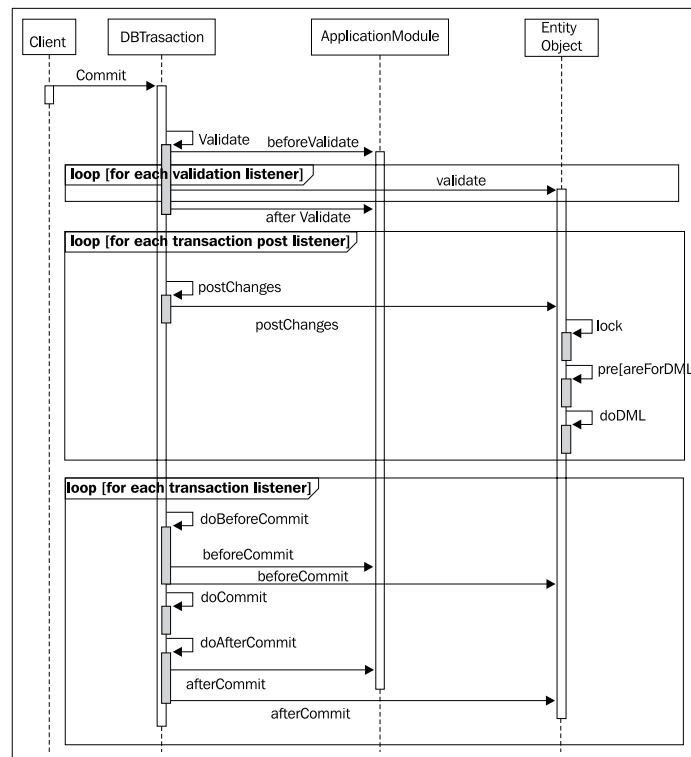 Client
DBTrasaction
ApplicationModule
Entity
Object
Commit
Validate
beforeValidate
loop [for each validation listener]
validate
after Validate
loop [for each transaction post listener]
postChanges
postChanges
lock
pre[areForDML
doDML
loop [for each transaction listener]
doBeforeCommit
beforeCommit
beforeCommit
doCommit
doAfterCommit
afterCommit
afterCommit